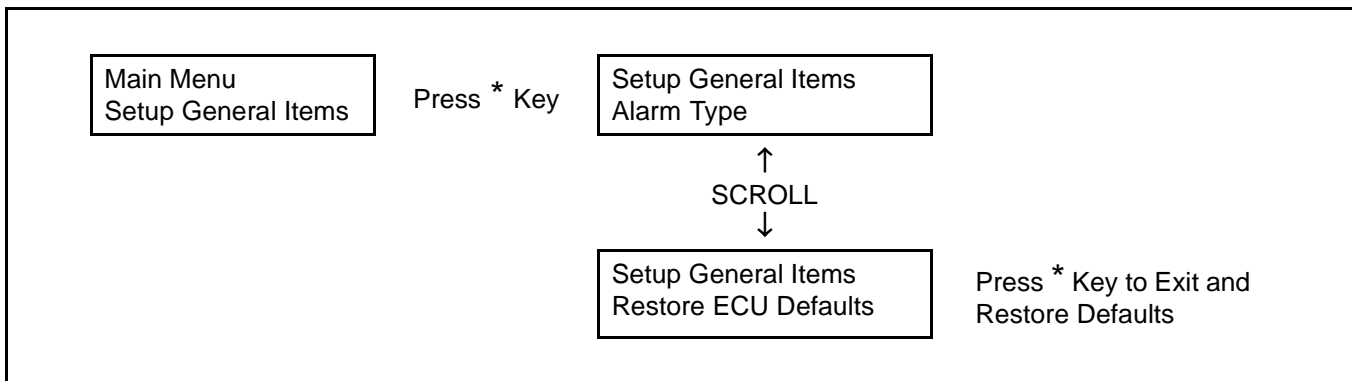 Main Menu
Setup General Items
Press * Key
Setup General Items
Alarm Type
↑
SCROLL
↓
Setup General Items
Restore ECU Defaults
Press * Key to Exit and
Restore Defaults